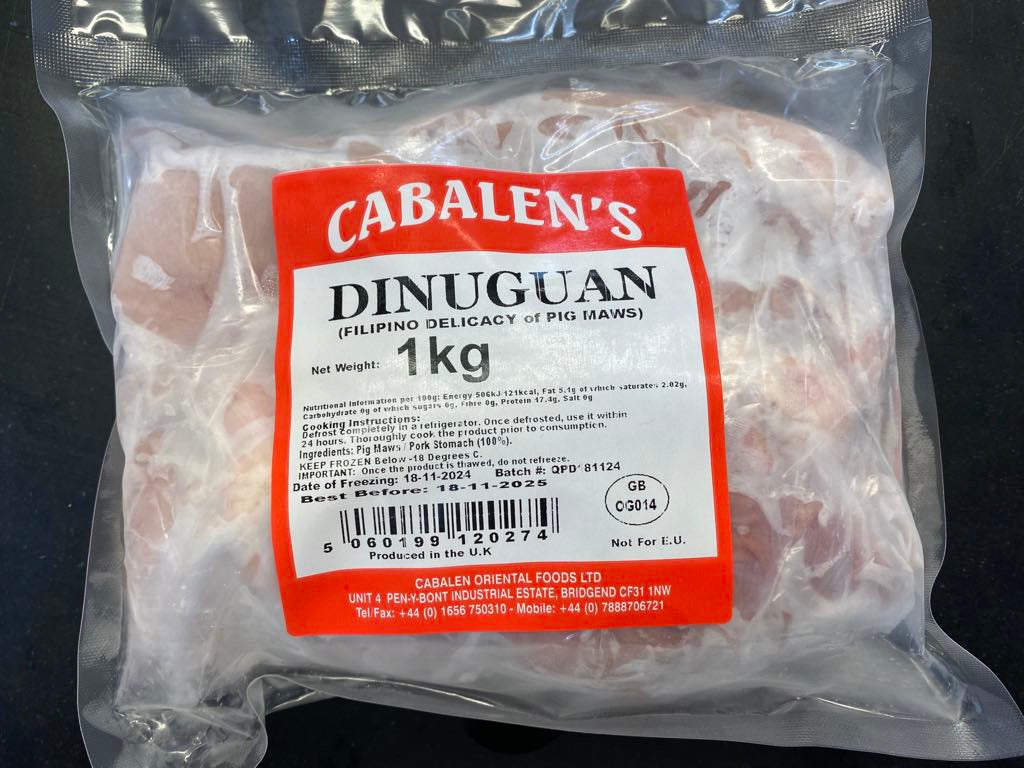 CABALEN'S
DINUGUAN
(FILIPINO DELICACY of PIG MAWS)
Net Weight: 1kg
Nutritional Information per 100g: Energy 506kJ 121kcal, Fat 5.1g of which saturates 2.02g,
Carbohydrate 0g of which sugars 0g, Fibre 0g, Protein 17.4g, Salt 0g
Cooking Instructions:
Defrost completely in a refrigerator. Once defrosted, use it within
24 hours. Thoroughly cook the product prior to consumption.
Ingredients: Pig Maws / Pork Stomach (100%).
KEEP FROZEN Below -18 Degrees C.
IMPORTANT: Once the product is thawed, do not refreeze.
Date of Freezing: 18-11-2024 Batch #:
Best Before: 18-11-2025
GB
OG014
5 060199 120274
Produced in the U.K
Not For E.U.
CABALEN ORIENTAL FOODS LTD
UNIT 4 PEN-Y-BONT INDUSTRIAL ESTATE, BRIDGEND CF31 1NW
Tel/Fax: +44 (0) 1656 750310 - Mobile: +44 (0) 7888706721